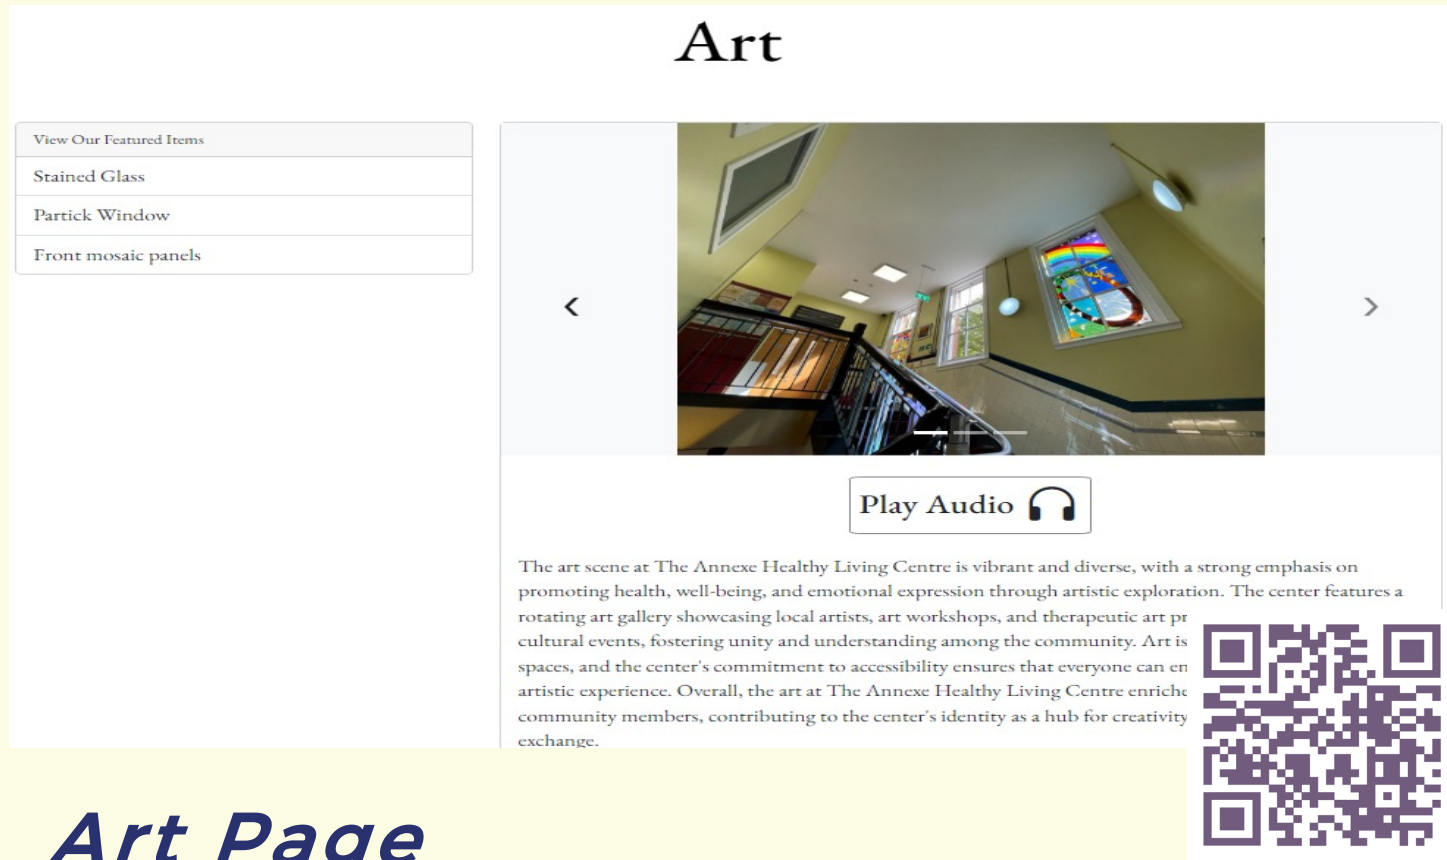 Art
View Our Featured Items
Stained Glass
Partick Window
Front mosaic panels
Play Audio
The art scene at The Annexe Healthy Living Centre is vibrant and diverse, with a strong emphasis on
promoting health, well-being, and emotional expression through artistic exploration. The center features a
rotating art gallery showcasing local artists, art workshops, and therapeutic art pr
cultural events, fostering unity and understanding among the community. Art is
spaces, and the center's commitment to accessibility ensures that everyone can en
artistic experience. Overall, the art at The Annexe Healthy Living Centre enriche
community members, contributing to the center's identity as a hub for creativity
exchange.
Art Page